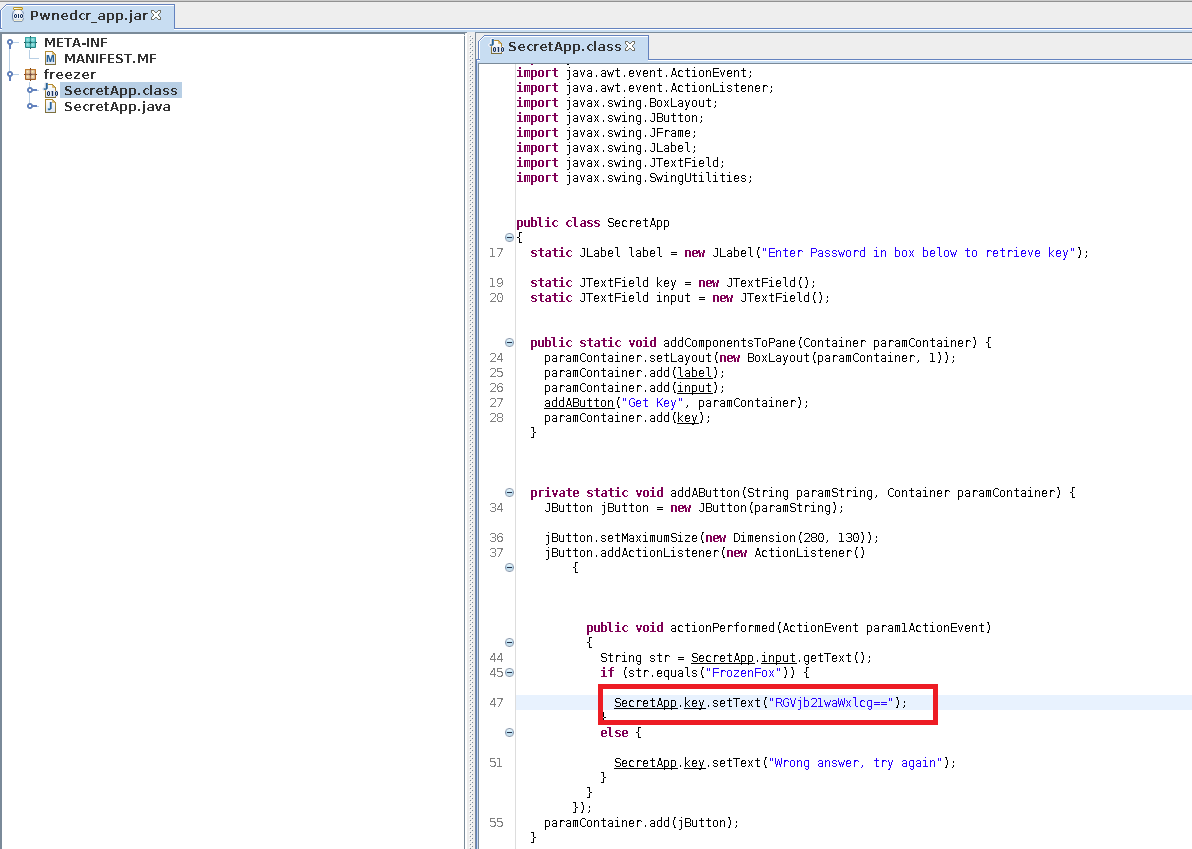 Pwnedcr_app.jar
META-INF
MANIFEST.MF
freezer
SecretApp.class
SecretApp.java
SecretApp.class
import java.awt.event.ActionEvent;
import java.awt.event.ActionListener;
import javax.swing.BoxLayout;
import javax.swing.JButton;
import javax.swing.JFrame;
import javax.swing.JLabel;
import javax.swing.JTextField;
import javax.swing.SwingUtilities;
public class SecretApp
{
17 static JLabel label = new JLabel("Enter Password in box below to retrieve key");
19 static JTextField key = new JTextField();
20 static JTextField input = new JTextField();
public static void addComponentsToPane(Container paramContainer) {
24 paramContainer.setLayout(new BoxLayout(paramContainer, 1));
25 paramContainer.add(label);
26 paramContainer.add(input);
27 addAButton("Get Key", paramContainer);
28 paramContainer.add(key);
}
private static void addAButton(String paramString, Container paramContainer) {
34 JButton jButton = new JButton(paramString);
36 jButton.setMaximumSize(new Dimension(280, 130));
37 jButton.addActionListener(new ActionListener()
{
public void actionPerformed(ActionEvent param1ActionEvent)
{
44 String str = SecretApp.input.getText();
45 if (str.equals("FrozenFox")) {
47 SecretApp.key.setText("RGVjb21waWxlcg==");
}
else {
51 SecretApp.key.setText("Wrong answer, try again");
}
}
});
55 paramContainer.add(jButton);
}